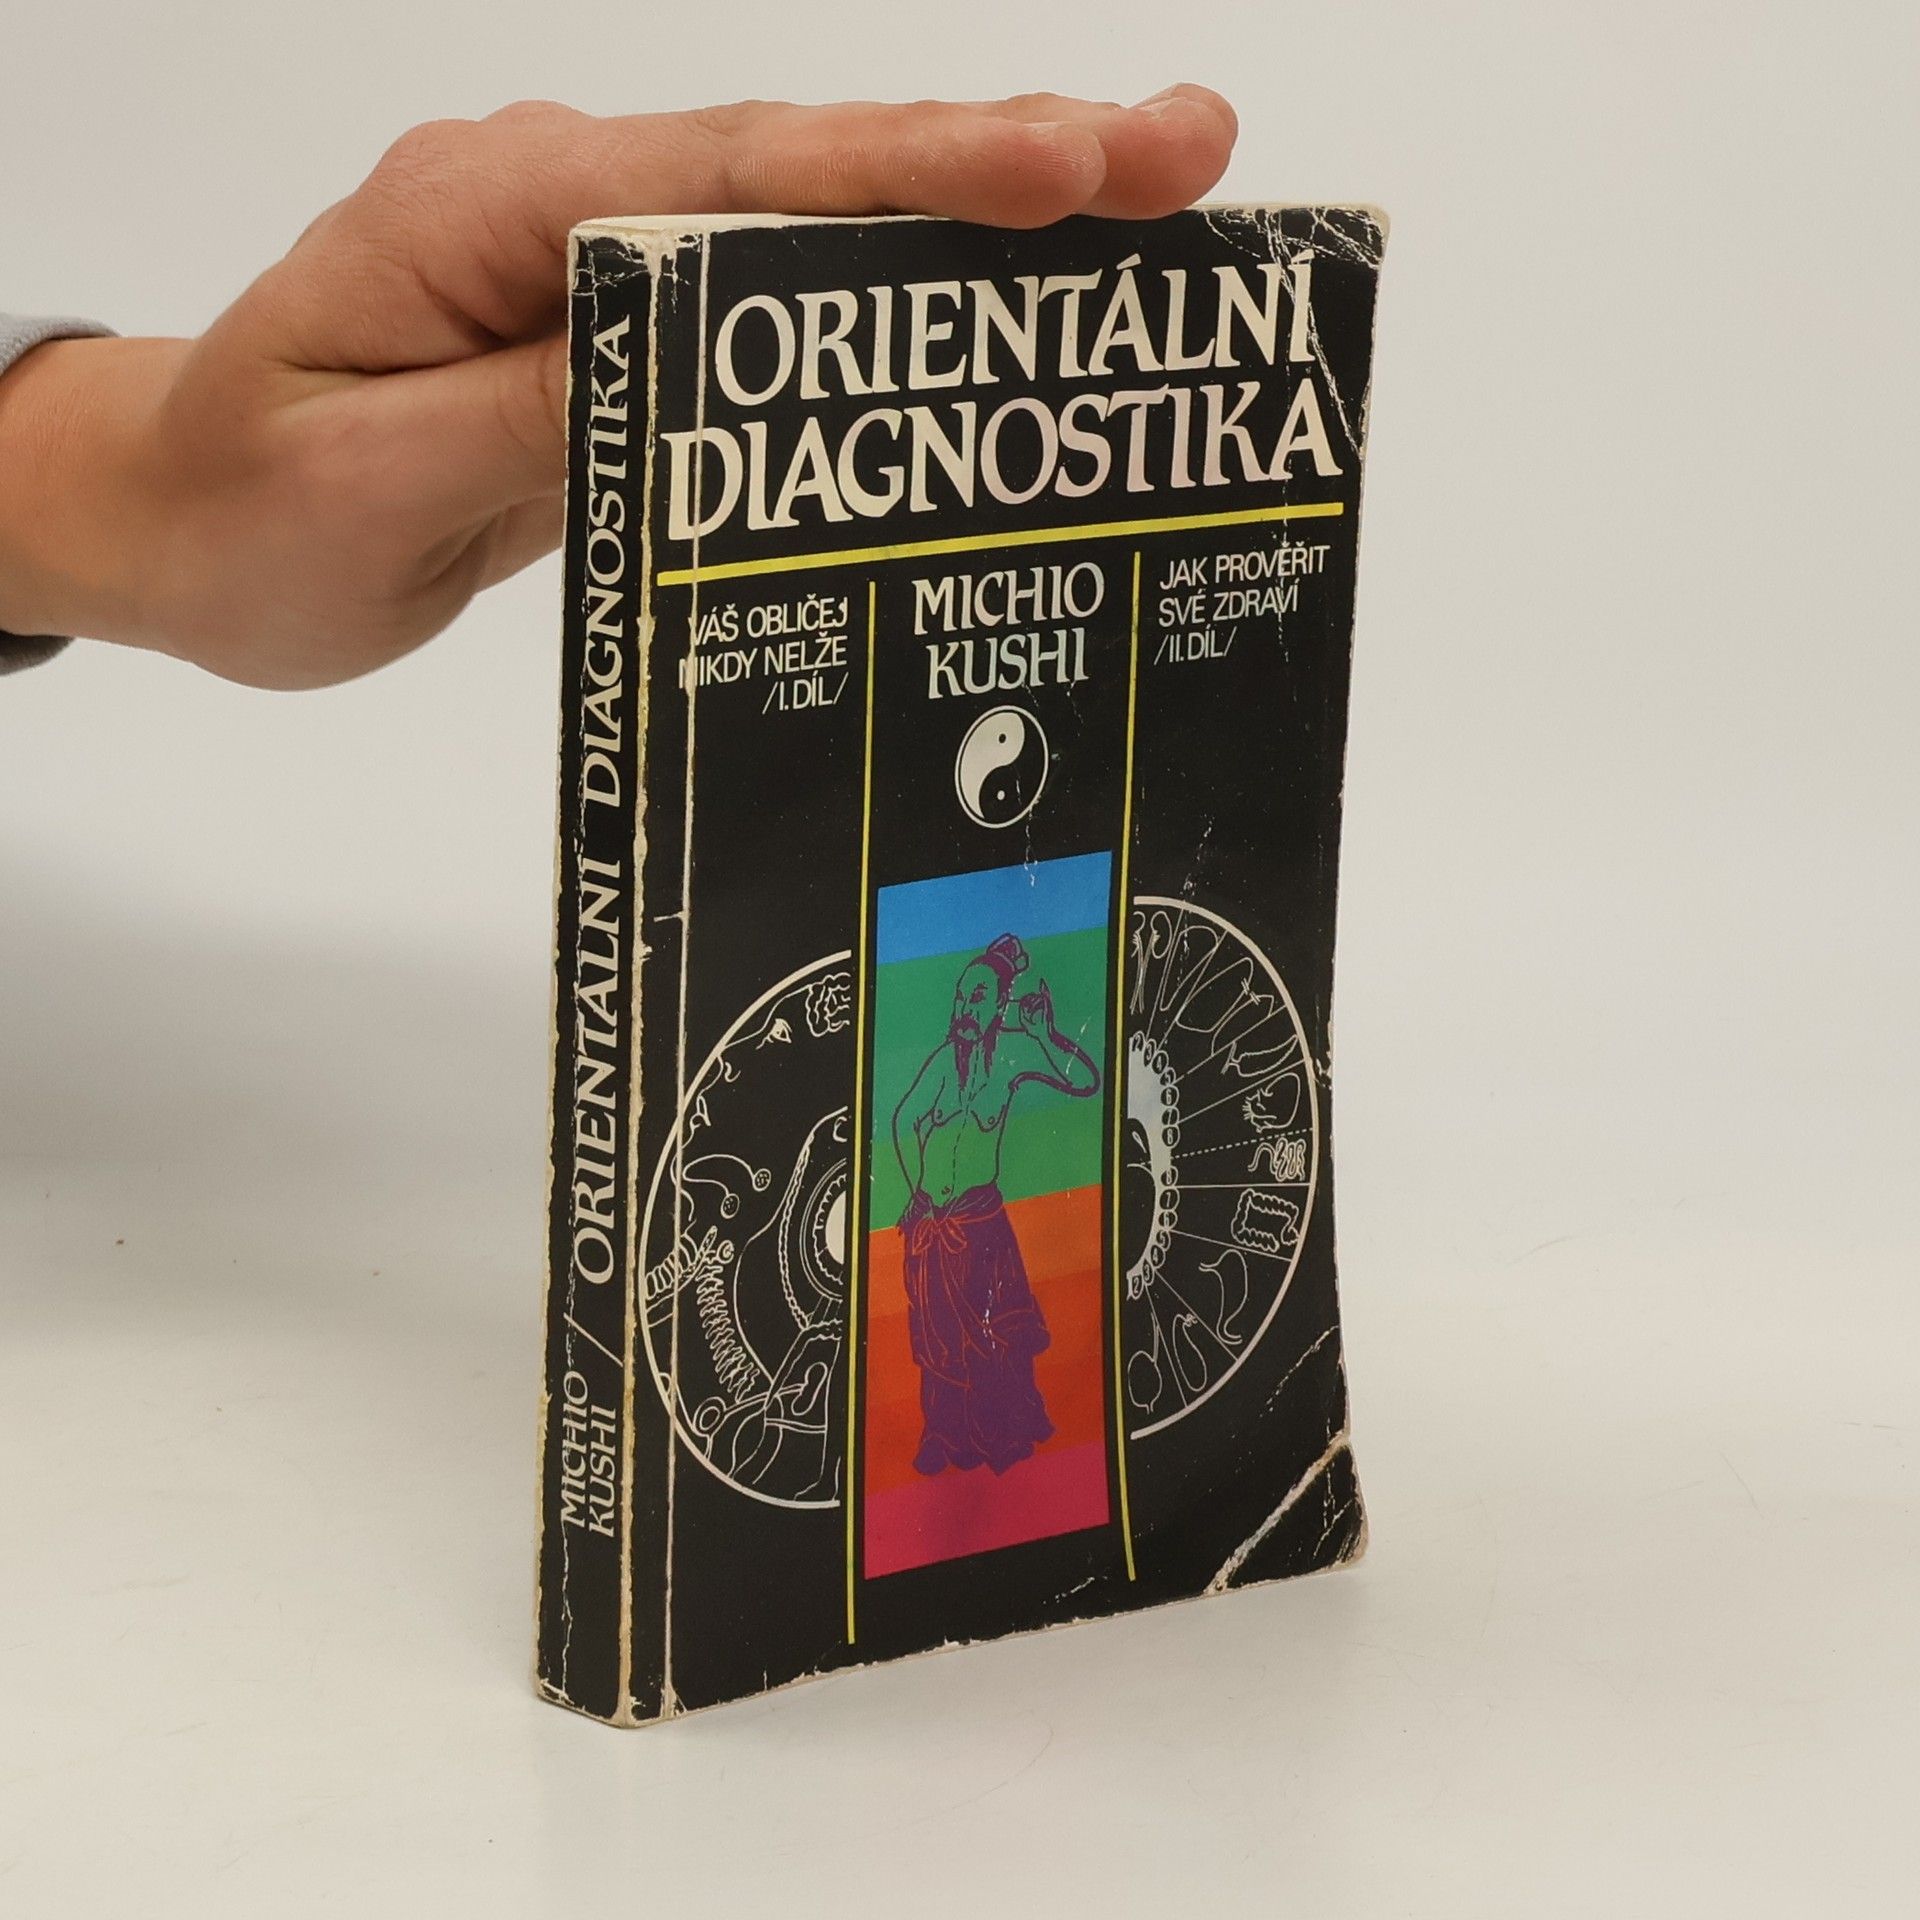 ORIENTÁLNÍ
DIAGNOSTIKA
VÁŠ OBLIČEJ
NIKDY NELŽE
/I.DÍL/
MICHIO
KUSHI
JAK PROVĚŘIT
SVÉ ZDRAVÍ
/II.DÍL/
MICHIO
KUSHI / ORIENTÁLNÍ DIAGNOSTIKA